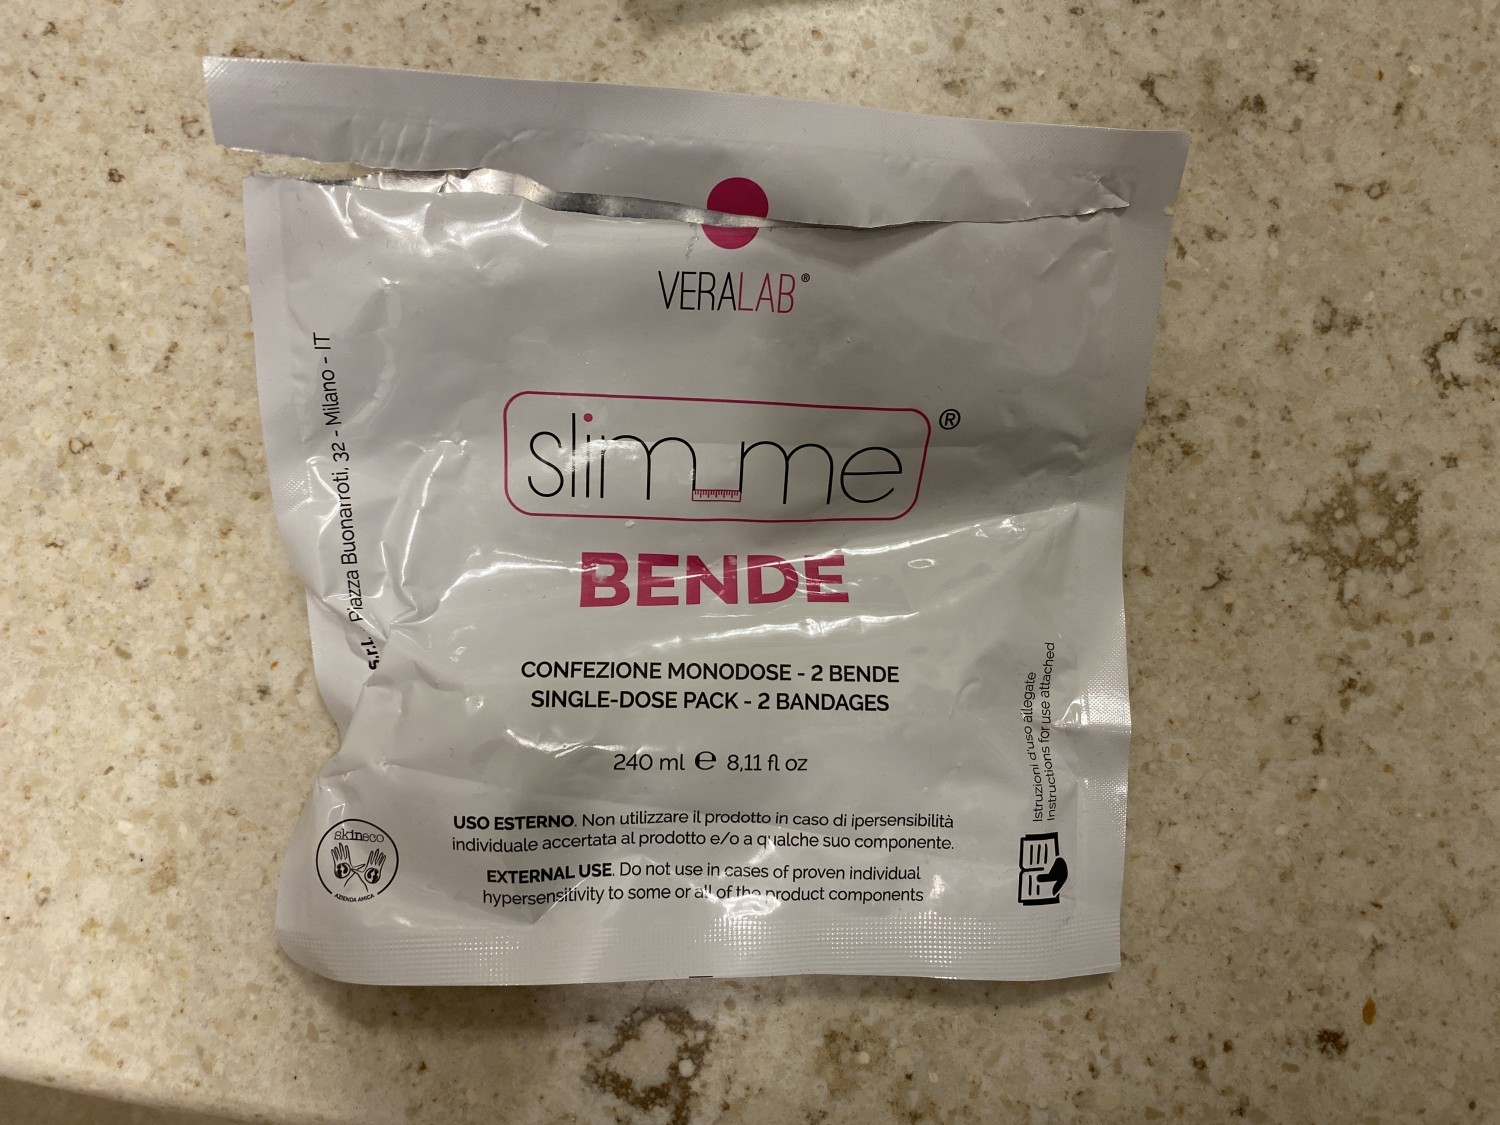 VERALAB®
slim_me®
BENDE
CONFEZIONE MONODOSE - 2 BENDE
SINGLE-DOSE PACK - 2 BANDAGES
240 ml ℮ 8,11 fl oz
USO ESTERNO. Non utilizzare il prodotto in caso di ipersensibilità
individuale accertata al prodotto e/o a qualche suo componente.
EXTERNAL USE. Do not use in cases of proven individual
hypersensitivity to some or all of the product components
s.r.l. Piazza Buonarroti, 32 - Milano - IT
skineco
AZIENDA AMICA
Istruzioni d'uso allegate
Instructions for use attached